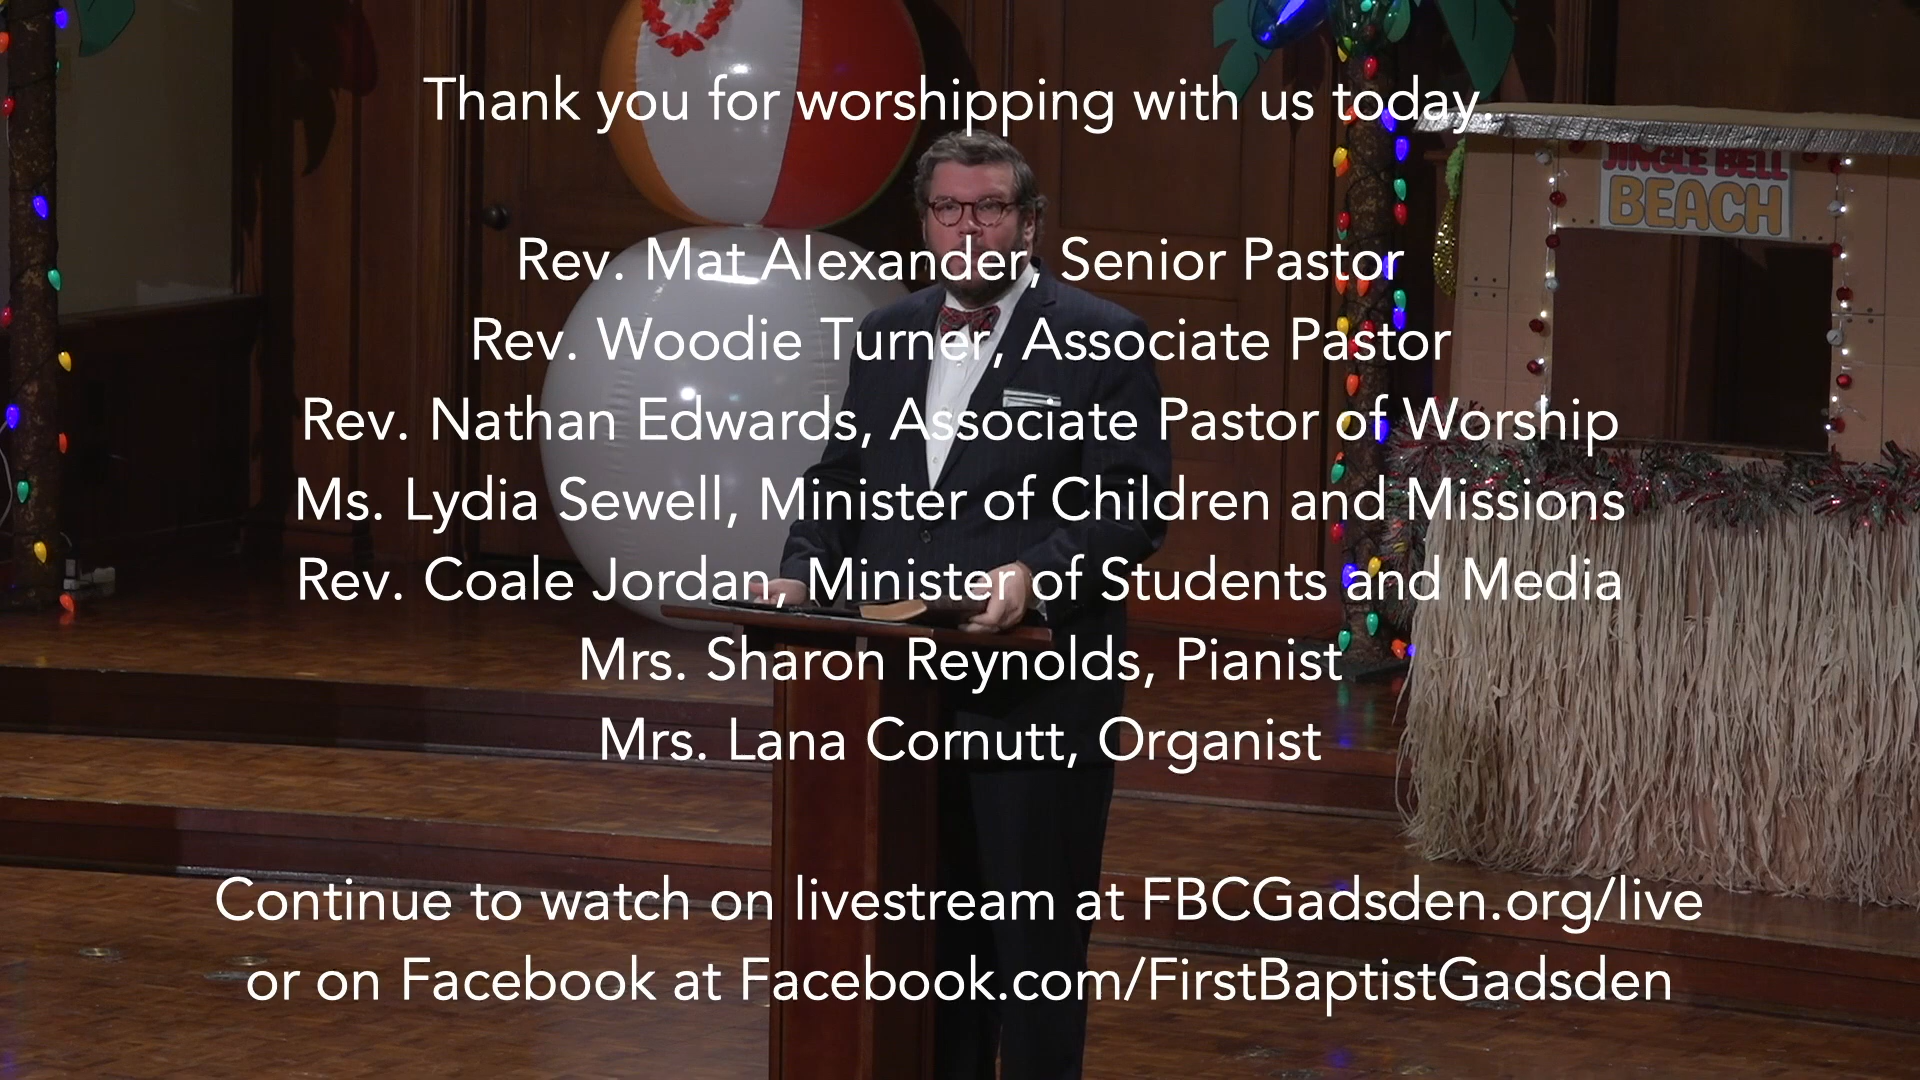 Thank you for worshipping with us today.
JINGLE BELL
BEACH
Rev. Mat Alexander, Senior Pastor
Rev. Woodie Turner, Associate Pastor
Rev. Nathan Edwards, Associate Pastor of Worship
Ms. Lydia Sewell, Minister of Children and Missions
Rev. Coale Jordan, Minister of Students and Media
Mrs. Sharon Reynolds, Pianist
Mrs. Lana Cornutt, Organist
Continue to watch on livestream at FBCGadsden.org/live
or on Facebook at Facebook.com/FirstBaptistGadsden